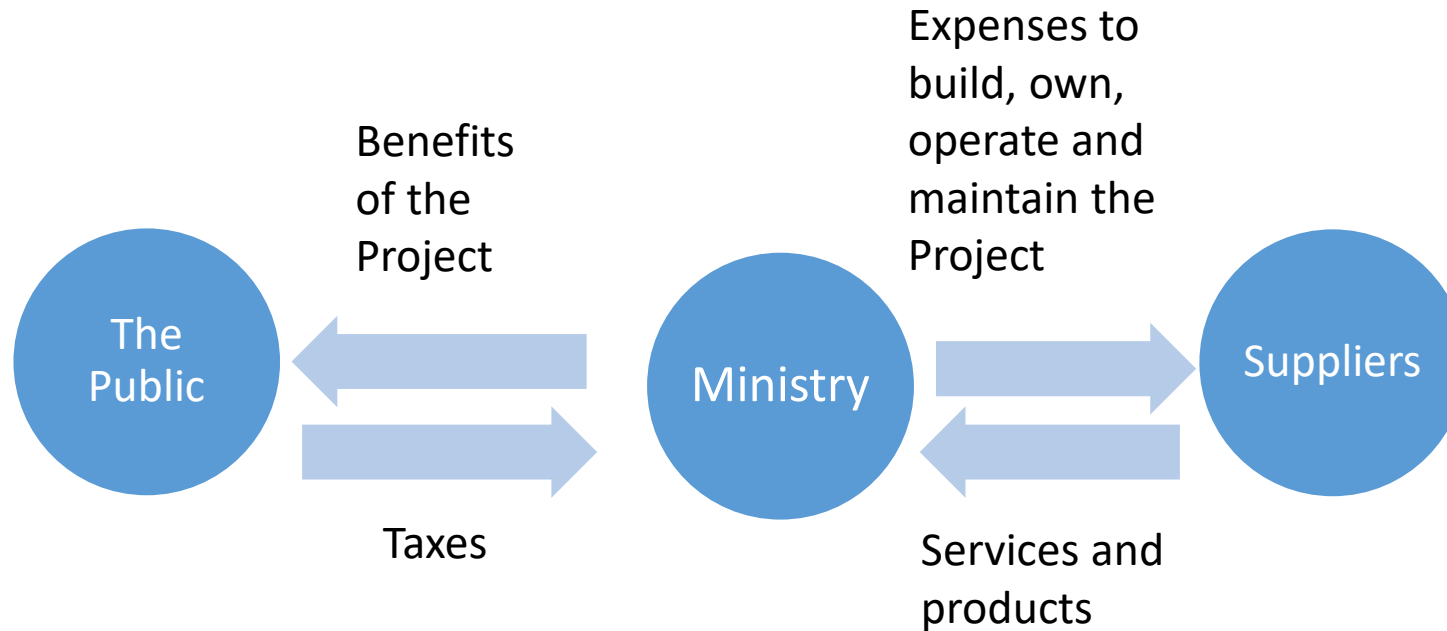 Expenses to
build, own,
operate and
maintain the
Project
Benefits
of the
Project
The
Public
Ministry
Suppliers
Taxes
Services and
products